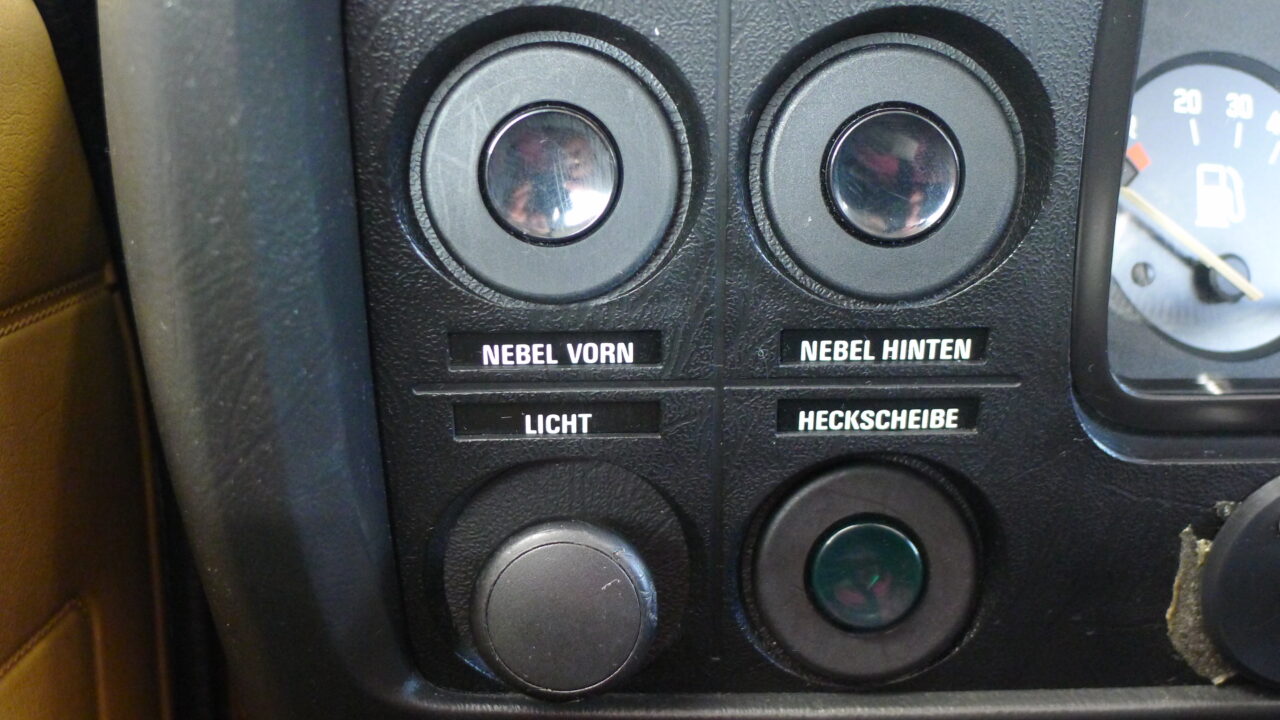 20 30
NEBEL VORN
NEBEL HINTEN
LICHT
HECKSCHEIBE